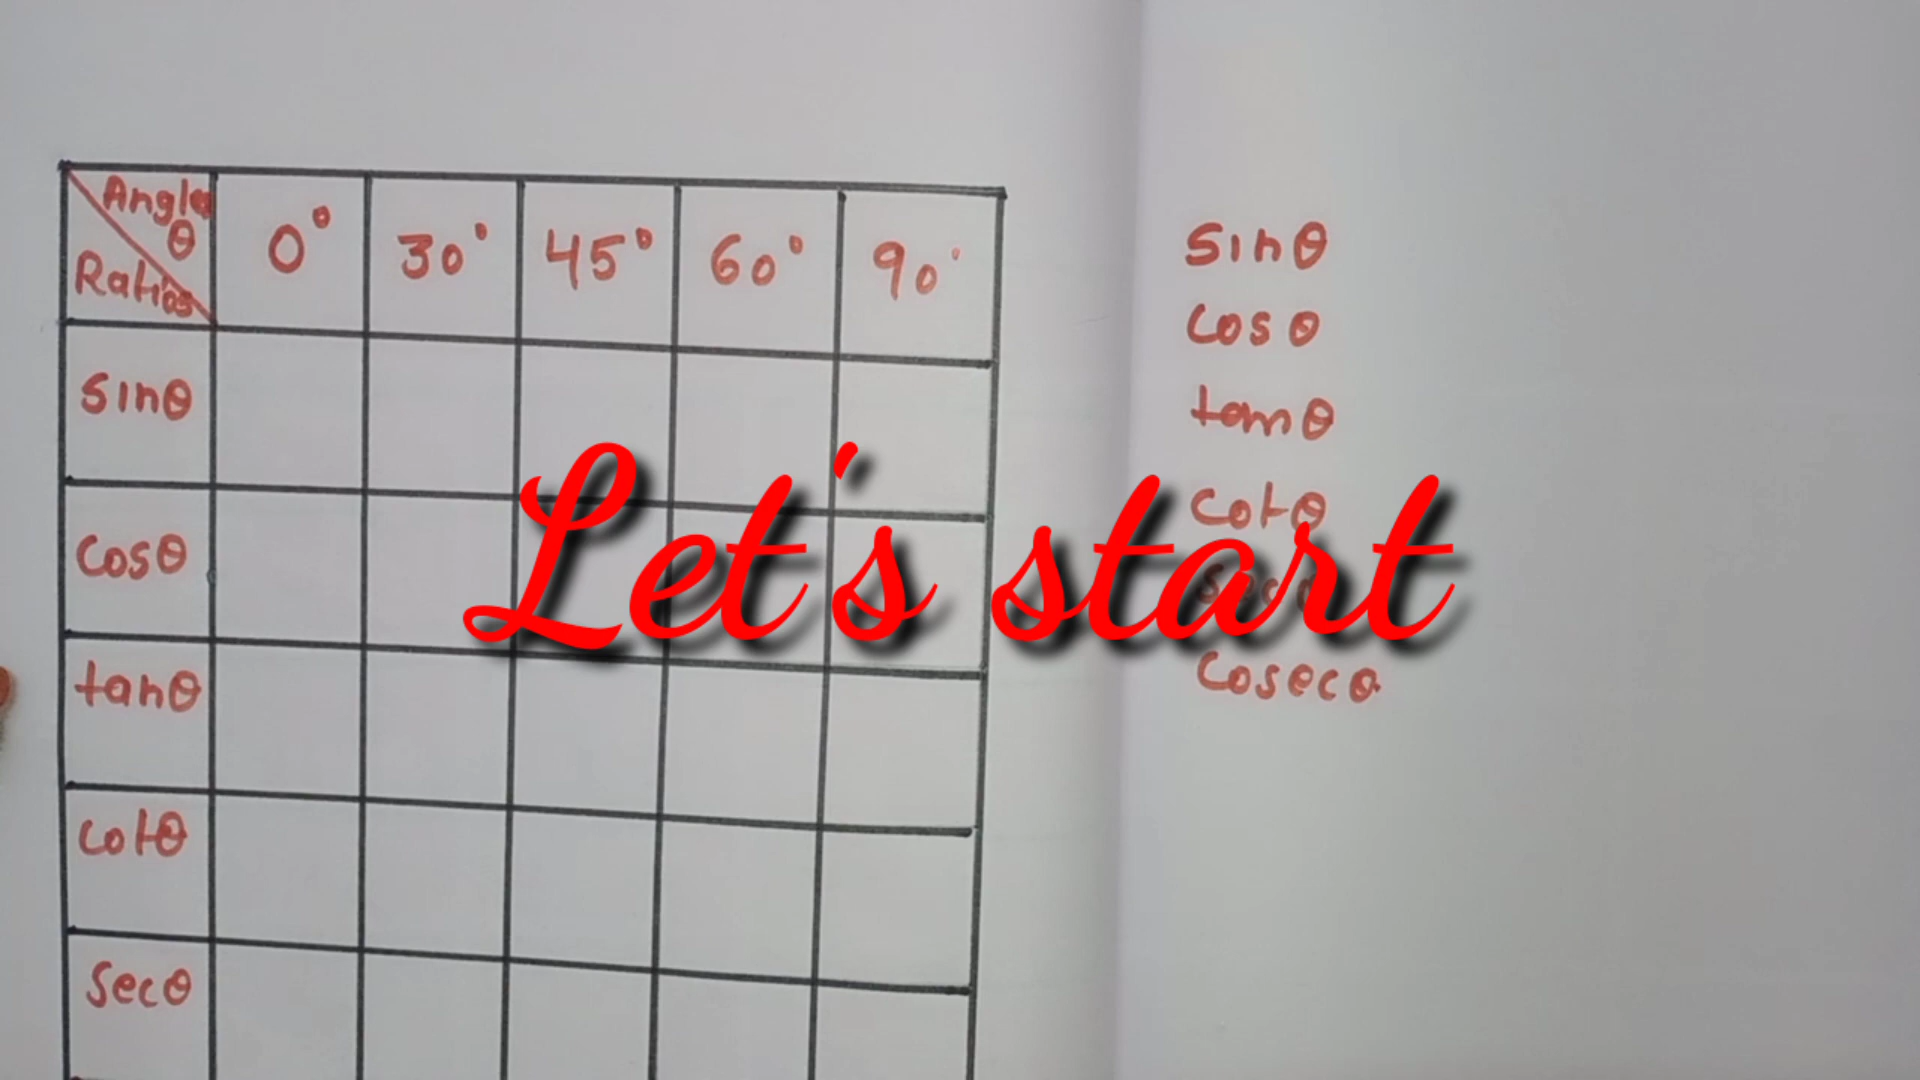 Angle
θ
Ratios
0° 30° 45° 60° 90°
sinθ
cosθ
tanθ
cotθ
secθ
sinθ
cosθ
tanθ
cotθ
cosecθ
Let's start